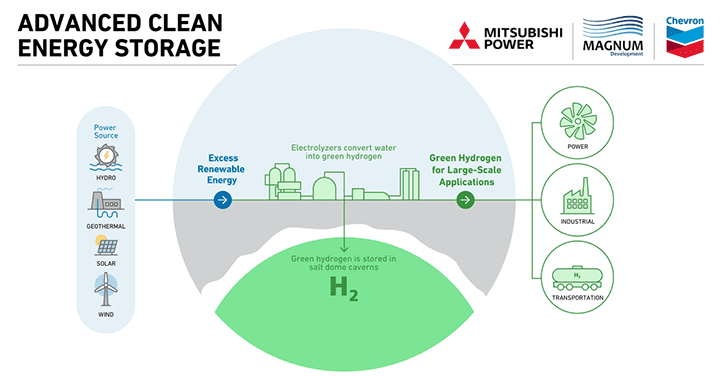 ADVANCED CLEAN
ENERGY STORAGE
MITSUBISHI
POWER
MAGNUM
Development
Chevron
Power
Source
HYDRO
GEOTHERMAL
SOLAR
WIND
Excess
Renewable
Energy
Electrolyzers convert water
into green hydrogen
Green Hydrogen
for Large-Scale
Applications
Green hydrogen is stored in
salt dome caverns
H₂
POWER
INDUSTRIAL
H₂
TRANSPORTATION